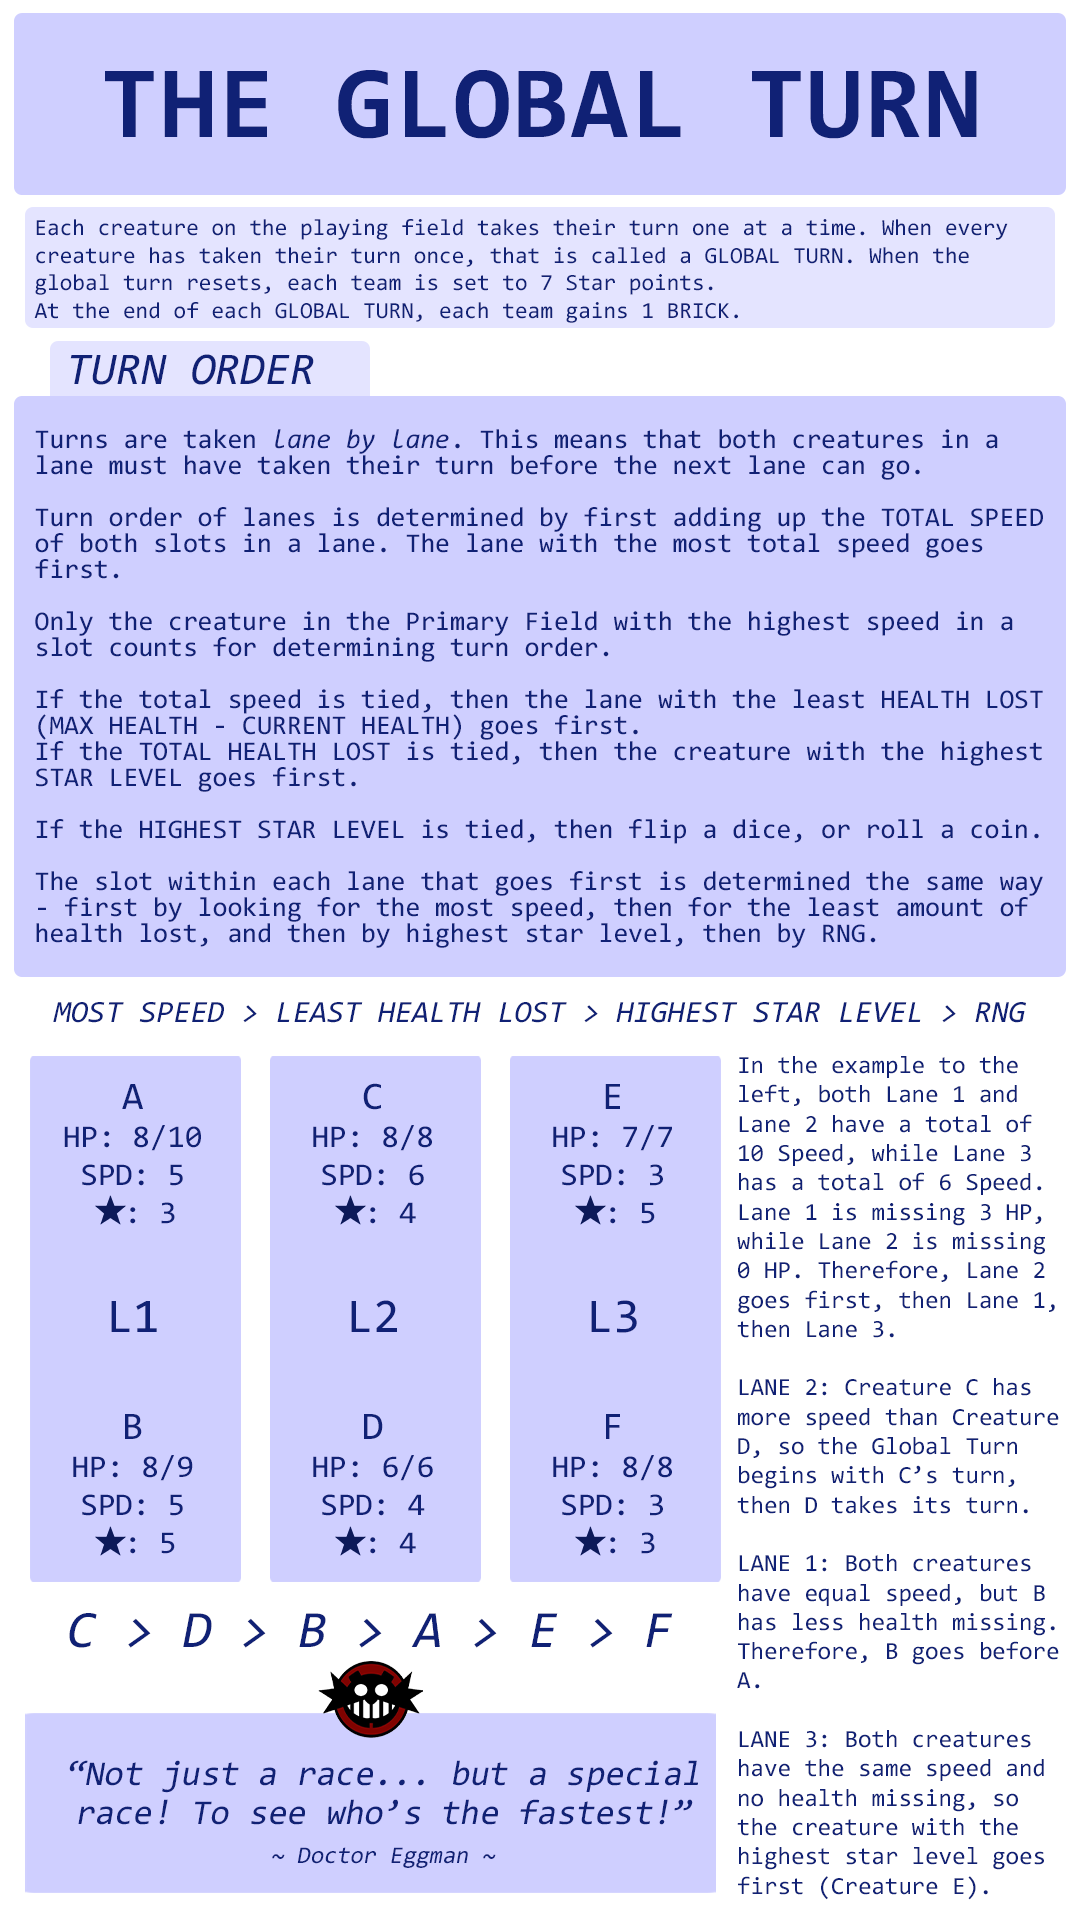 THE GLOBAL TURN
Each creature on the playing field takes their turn one at a time. When every
creature has taken their turn once, that is called a GLOBAL TURN. When the
global turn resets, each team is set to 7 Star points.
At the end of each GLOBAL TURN, each team gains 1 BRICK.
TURN ORDER
Turns are taken lane by lane. This means that both creatures in a
lane must have taken their turn before the next lane can go.
Turn order of lanes is determined by first adding up the TOTAL SPEED
of both slots in a lane. The lane with the most total speed goes
first.
Only the creature in the Primary Field with the highest speed in a
slot counts for determining turn order.
If the total speed is tied, then the lane with the least HEALTH LOST
(MAX HEALTH - CURRENT HEALTH) goes first.
If the TOTAL HEALTH LOST is tied, then the creature with the highest
STAR LEVEL goes first.
If the HIGHEST STAR LEVEL is tied, then flip a dice, or roll a coin.
The slot within each lane that goes first is determined the same way
- first by looking for the most speed, then for the least amount of
health lost, and then by highest star level, then by RNG.
MOST SPEED > LEAST HEALTH LOST > HIGHEST STAR LEVEL > RNG
A
HP: 8/10
SPD: 5
★: 3
L1
B
HP: 8/9
SPD: 5
★: 5
C
HP: 8/8
SPD: 6
★: 4
L2
D
HP: 6/6
SPD: 4
★: 4
E
HP: 7/7
SPD: 3
★: 5
L3
F
HP: 8/8
SPD: 3
★: 3
C > D > B > A > E > F
“Not just a race... but a special
race! To see who’s the fastest!”
~ Doctor Eggman ~
In the example to the
left, both Lane 1 and
Lane 2 have a total of
10 Speed, while Lane 3
has a total of 6 Speed.
Lane 1 is missing 3 HP,
while Lane 2 is missing
0 HP. Therefore, Lane 2
goes first, then Lane 1,
then Lane 3.
LANE 2: Creature C has
more speed than Creature
D, so the Global Turn
begins with C’s turn,
then D takes its turn.
LANE 1: Both creatures
have equal speed, but B
has less health missing.
Therefore, B goes before
A.
LANE 3: Both creatures
have the same speed and
no health missing, so
the creature with the
highest star level goes
first (Creature E).